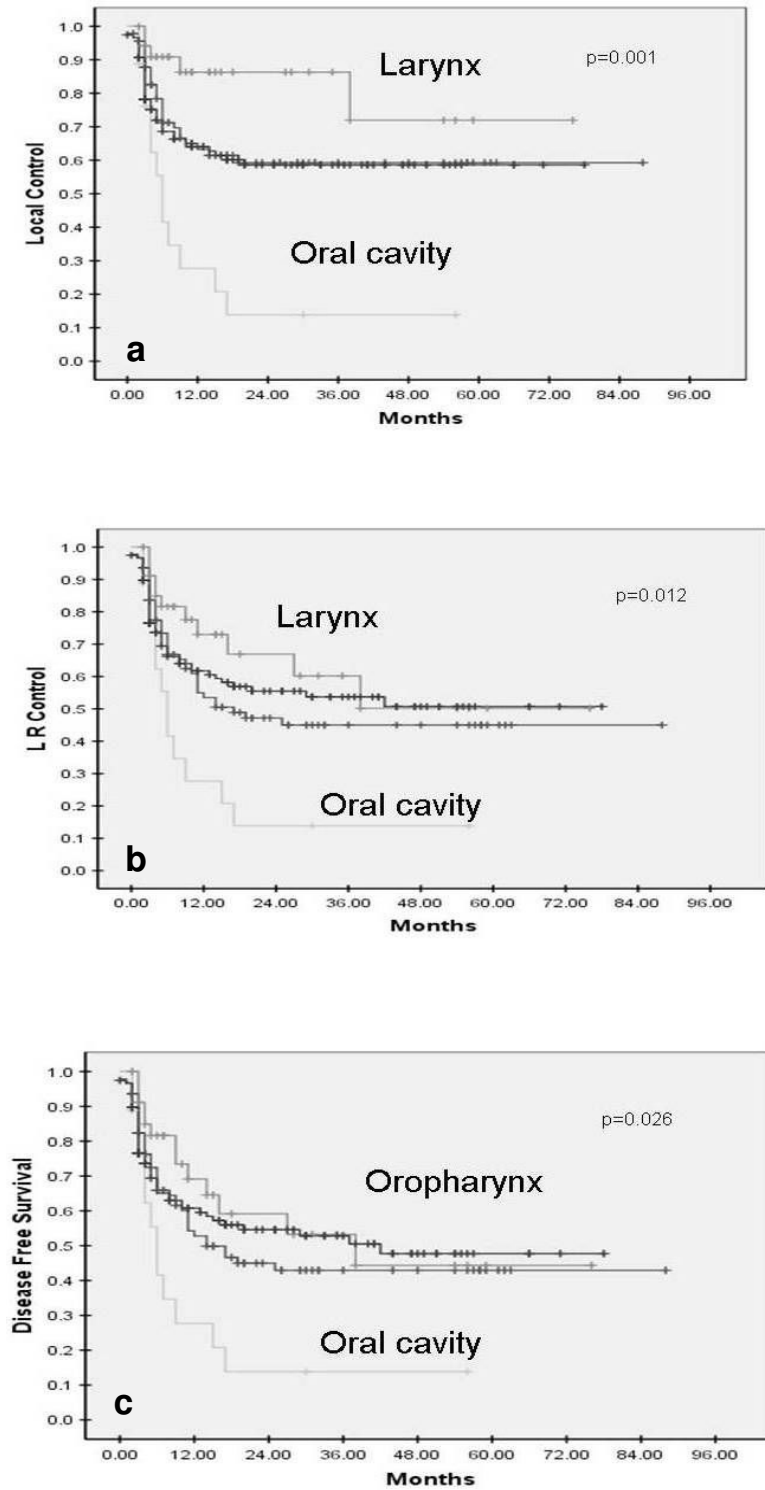 1.0
0.9
Larynx
p=0.001
0.8
0.7
0.6
Local Control
0.5
0.4
Oral cavity
0.3
0.2
0.1
a
0.0
0.00 12.00 24.00 36.00 48.00 60.00 72.00 84.00 96.00
Months
1.0
0.9
p=0.012
0.8
Larynx
0.7
0.6
L R Control
0.5
0.4
0.3
0.2
Oral cavity
0.1
b
0.0
0.00 12.00 24.00 36.00 48.00 60.00 72.00 84.00 96.00
Months
1.0
0.9
p=0.026
0.8
0.7
Oropharynx
0.6
Disease Free Survival
0.5
0.4
0.3
0.2
Oral cavity
0.1
c
0.0
0.00 12.00 24.00 36.00 48.00 60.00 72.00 84.00 96.00
Months